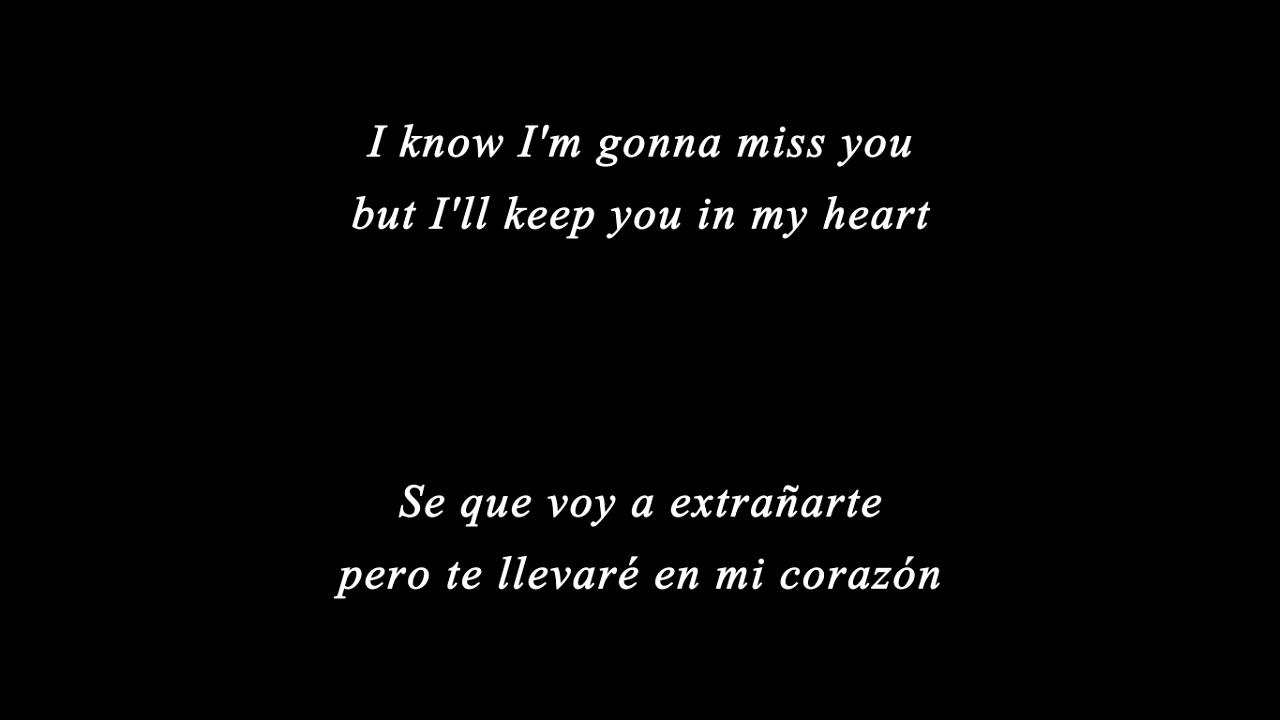 I know I'm gonna miss you
but I'll keep you in my heart
Se que voy a extrañarte
pero te llevaré en mi corazón